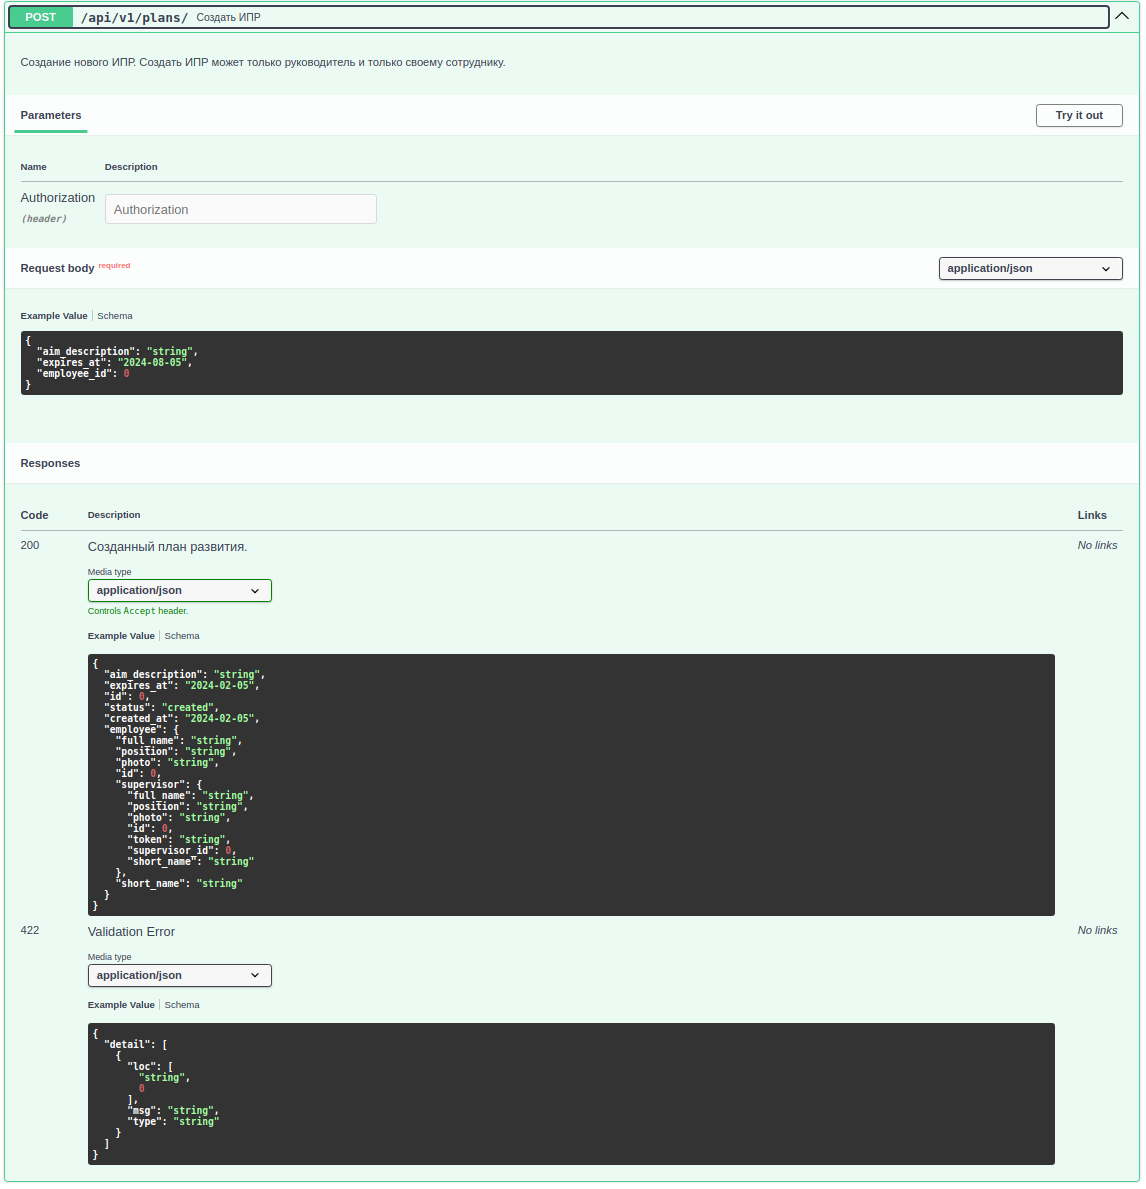 POST /api/v1/plans/ Создать ИПР
Создание нового ИПР. Создать ИПР может только руководитель и только своему сотруднику.
Parameters
Try it out
Name Description
Authorization
(header)
Authorization
Request body required
application/json
Example Value | Schema
{
  "aim_description": "string",
  "expires_at": "2024-08-05",
  "employee_id": 0
}
Responses
Code Description Links
200 Созданный план развития. No links
Media type
application/json
Controls Accept header.
Example Value | Schema
{
  "aim_description": "string",
  "expires_at": "2024-02-05",
  "id": 0,
  "status": "created",
  "created_at": "2024-02-05",
  "employee": {
    "full_name": "string",
    "position": "string",
    "photo": "string",
    "id": 0,
    "supervisor": {
      "full_name": "string",
      "position": "string",
      "photo": "string",
      "id": 0,
      "token": "string",
      "supervisor_id": 0,
      "short_name": "string"
    },
    "short_name": "string"
  }
}
422 Validation Error No links
Media type
application/json
Example Value | Schema
{
  "detail": [
    {
      "loc": [
        "string",
        0
      ],
      "msg": "string",
      "type": "string"
    }
  ]
}